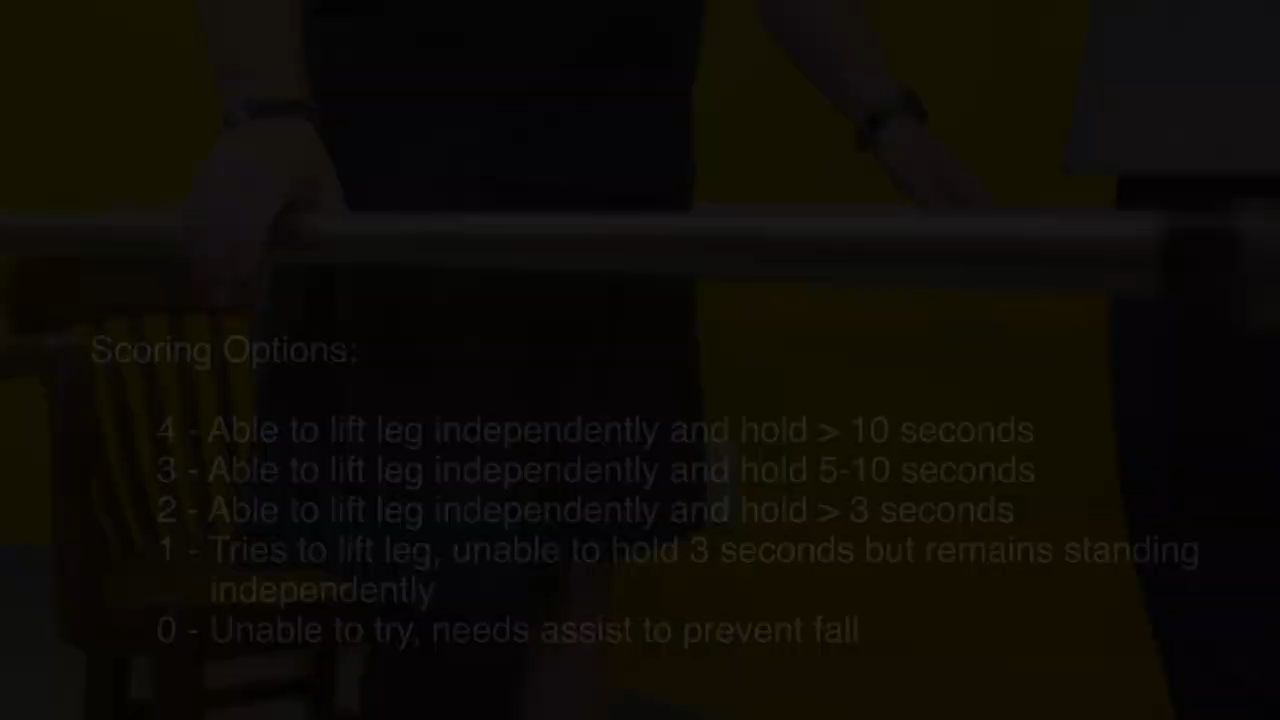 Scoring Options:
4 - Able to lift leg independently and hold > 10 seconds
3 - Able to lift leg independently and hold 5-10 seconds
2 - Able to lift leg independently and hold > 3 seconds
1 - Tries to lift leg, unable to hold 3 seconds but remains standing
independently
0 - Unable to try, needs assist to prevent fall